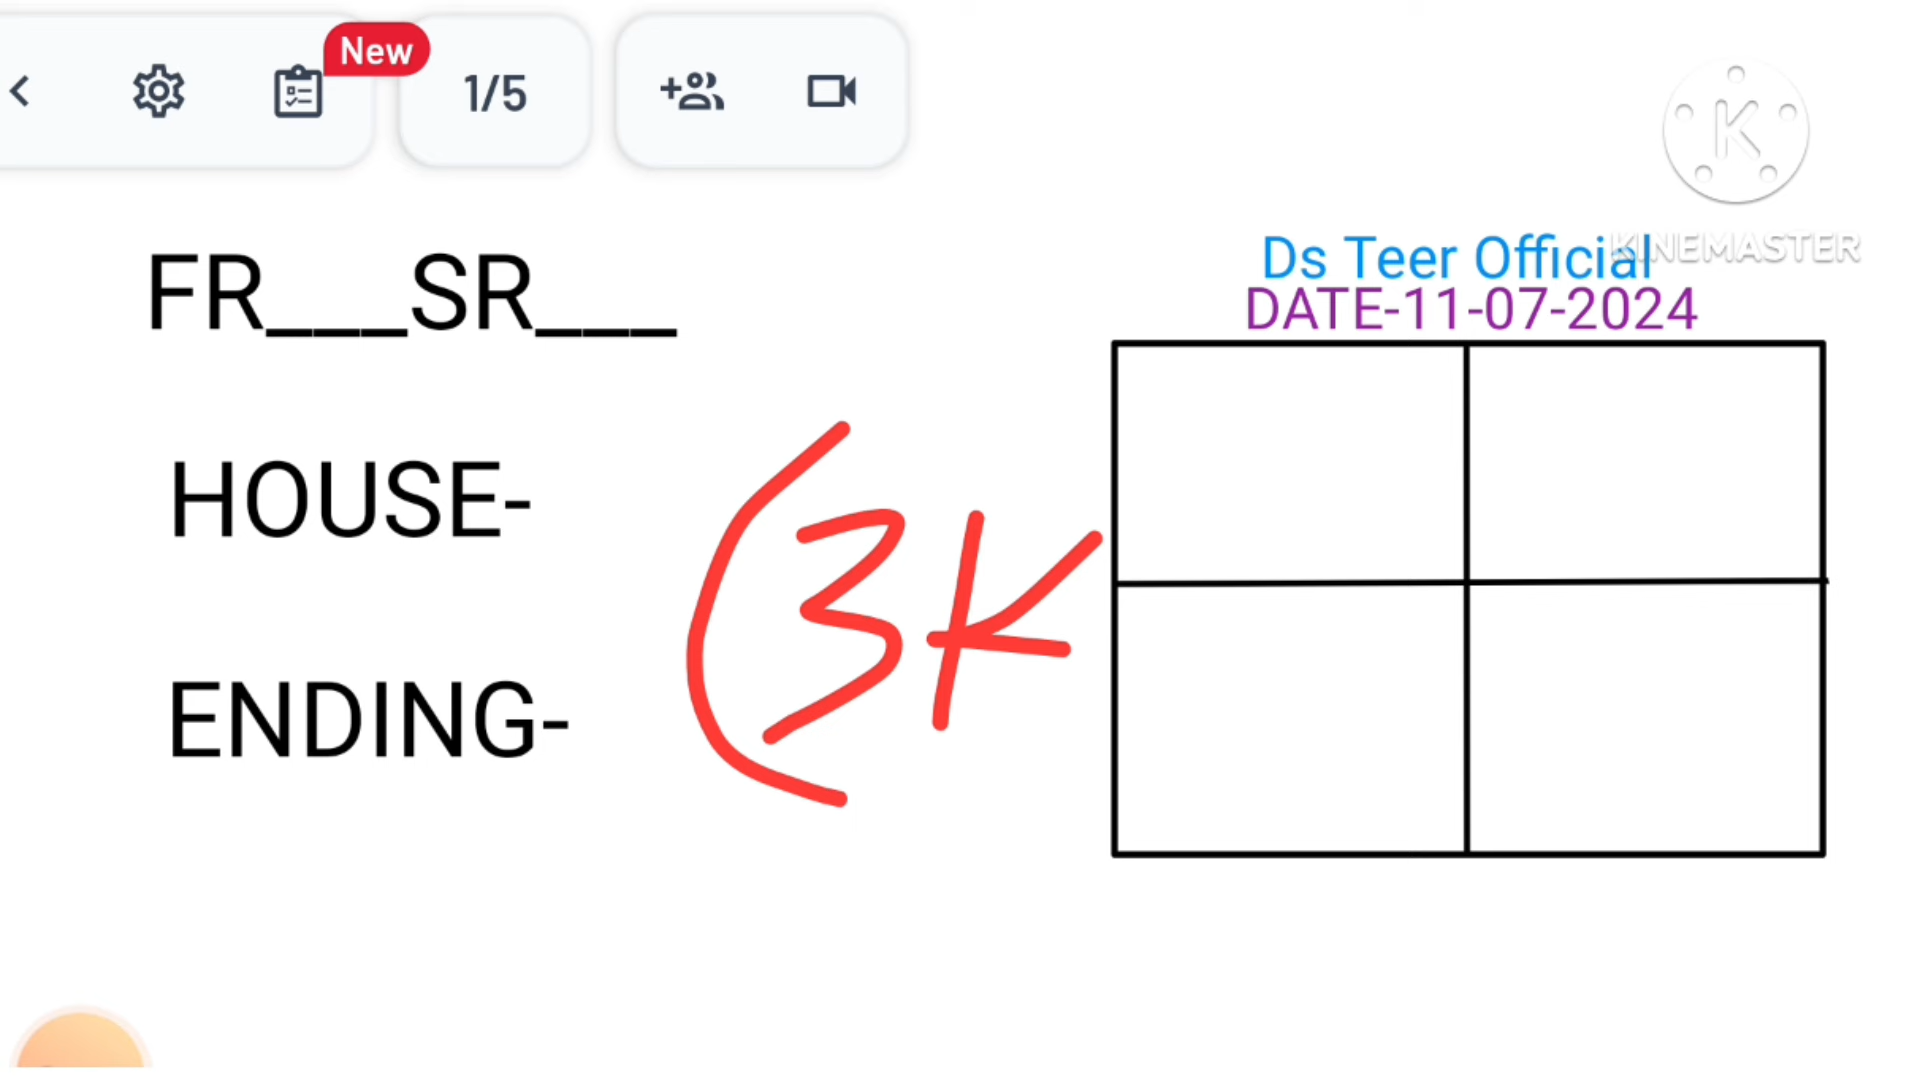 New
1/5
K
KINEMASTER
Ds Teer Official
DATE-11-07-2024
FR___SR___
HOUSE-
(3K
ENDING-